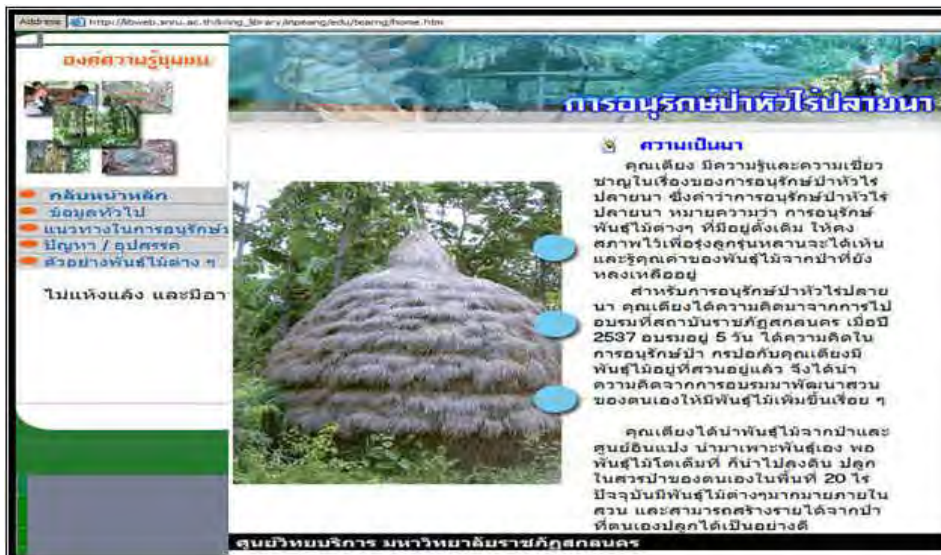 Address http://libweb.snru.ac.th/living_library/inpeang/edu/tearng/home.htm
องค์ความรู้ชุมชน
กลับหน้าหลัก
ข้อมูลทั่วไป
แนวทางในการอนุรักษ์
ปัญหา / อุปสรรค
ตัวอย่างพันธุ์ไม้ต่าง ๆ
ไม่แห้งแล้ง และมีอา
การอนุรักษ์ป่าหัวไร่ปลายนา
ความเป็นมา
คุณเตียง มีความรู้และความเชี่ยว
ชาญในเรื่องของการอนุรักษ์ป่าหัวไร่
ปลายนา ซึ่งคำว่าการอนุรักษ์ป่าหัวไร่
ปลายนา หมายความว่า การอนุรักษ์
พันธุ์ไม้ต่างๆ ที่มีอยู่ดั้งเดิม ให้คง
สภาพไว้เพื่อรุ่งลูกรุ่นหลานจะได้เห็น
และรู้คุณค่าของพันธุ์ไม้จากป่าที่ยัง
หลงเหลืออยู่
สำหรับการอนุรักษ์ป่าหัวไร่ปลาย
นา คุณเตียงได้ความคิดมาจากการไป
อบรมที่สถาบันราชภัฏสกลนคร เมื่อปี
2537 อบรมอยู่ 5 วัน ได้ความคิดใน
การอนุรักษ์ป่า กรปอกับคุณเตียงมี
พันธุ์ไม้อยู่ที่สวนอยู่แล้ว จึงได้นำ
ความคิดจากการอบรมมาพัฒนาสวน
ของตนเองให้มีพันธุ์ไม้เพิ่มขึ้นเรื่อย ๆ
คุณเตียงได้นำพันธุ์ไม้จากป่าและ
ศูนย์อินแปง นำมาเพาะพันธุ์เอง พอ
พันธุ์ไม้โตเต็มที่ ก็นำไปลงดิน ปลูก
ในสวรป่าของตนเองในพื้นที่ 20 ไร่
ปัจจุบันมีพันธุ์ไม้ต่างๆมากมายภายใน
สวน และสามารถสร้างรายได้จากป่า
ที่ตนเองปลูกได้เป็นอย่างดี
ศูนย์วิทยบริการ มหาวิทยาลัยราชภัฏสกลนคร